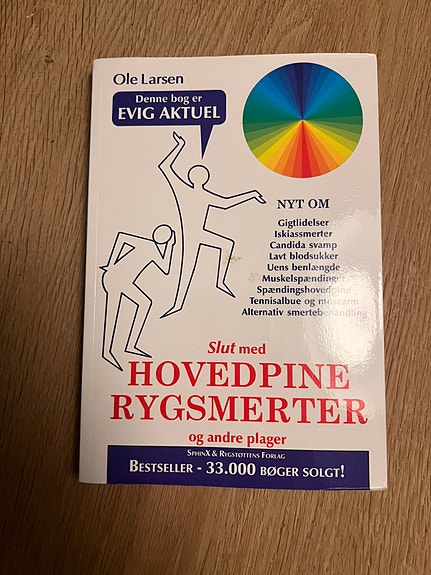 Ole Larsen
Denne bog er
EVIG AKTUEL
NYT OM
Gigtlidelser
Iskiassmerter
Candida svamp
Lavt blodsukker
Uens benlængde
Muskelspændinger
Spændingshovedpine
Tennisalbue og musearm
Alternativ smertebehandling
Slut med
HOVEDPINE
RYGSMERTER
og andre plager
SPHINX & RYGSTØTTENS FORLAG
BESTSELLER - 33.000 BØGER SOLGT!